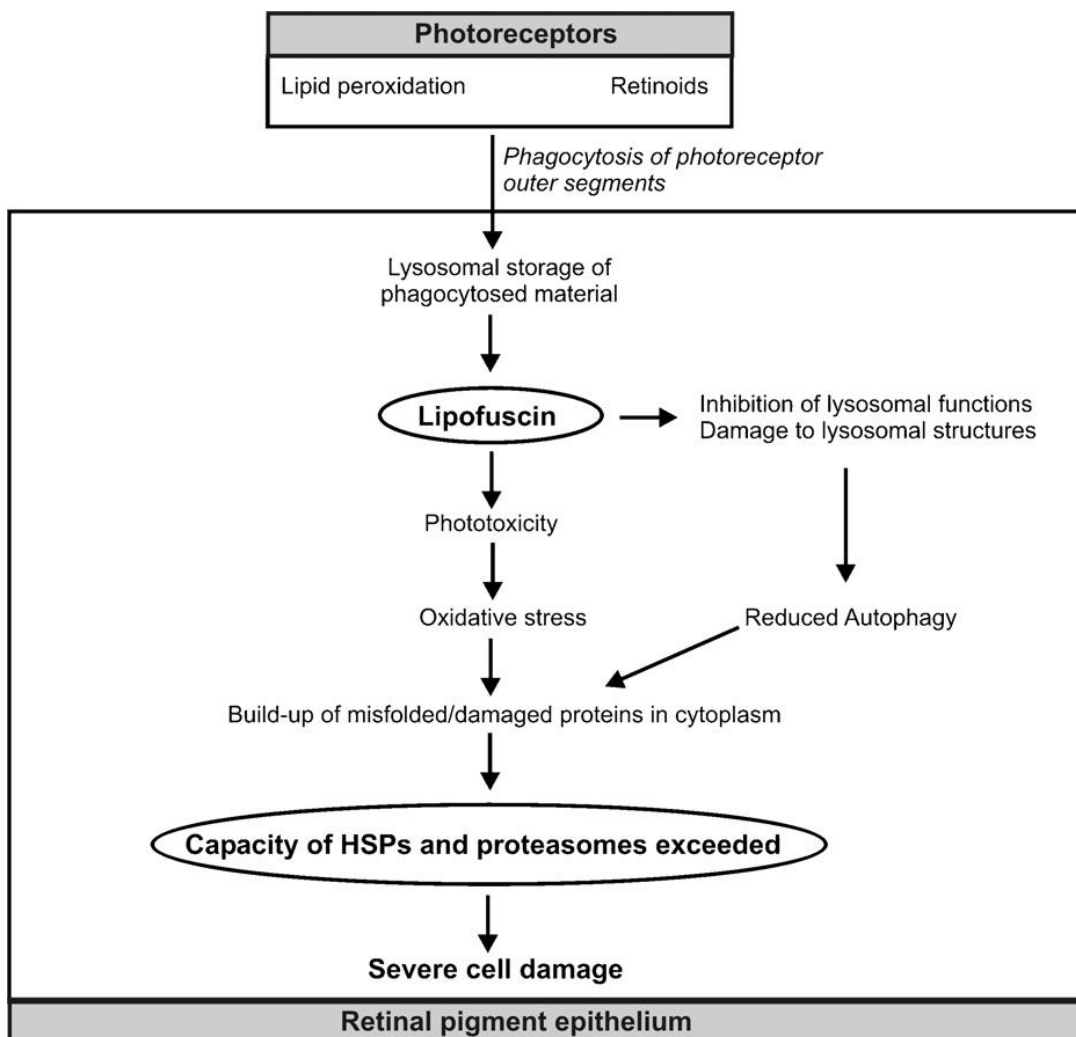 Photoreceptors
Lipid peroxidation Retinoids
Phagocytosis of photoreceptor
outer segments
Lysosomal storage of
phagocytosed material
Lipofuscin
Inhibition of lysosomal functions
Damage to lysosomal structures
Phototoxicity
Oxidative stress
Reduced Autophagy
Build-up of misfolded/damaged proteins in cytoplasm
Capacity of HSPs and proteasomes exceeded
Severe cell damage
Retinal pigment epithelium